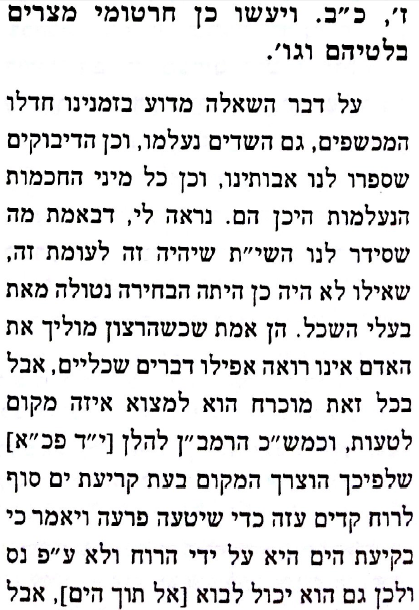 ז', כ"ב. ויעשו כן חרטומי מצרים
בלטיהם וגו'.
על דבר השאלה מדוע בזמנינו חדלו
המכשפים, גם השדים נעלמו, וכן הדיבוקים
שספרו לנו אבותינו, וכן כל מיני החכמות
הנעלמות היכן הם. נראה לי, דבאמת מה
שסידר לנו השי"ת שיהיה זה לעומת זה,
שאילו לא היה כן היתה הבחירה נטולה מאת
בעלי השכל. הן אמת שכשהרצון מוליך את
האדם אינו רואה אפילו דברים שכליים, אבל
בכל זאת מוכרח הוא למצוא איזה מקום
לטעות, וכמש"כ הרמב"ן להלן [י"ד פכ"א]
שלפיכך הוצרך המקום בעת קריעת ים סוף
לרוח קדים עזה כדי שיטעה פרעה ויאמר כי
בקיעת הים היא על ידי הרוח ולא ע"פ נס
ולכן גם הוא יכול לבוא [אל תוך הים], אבל